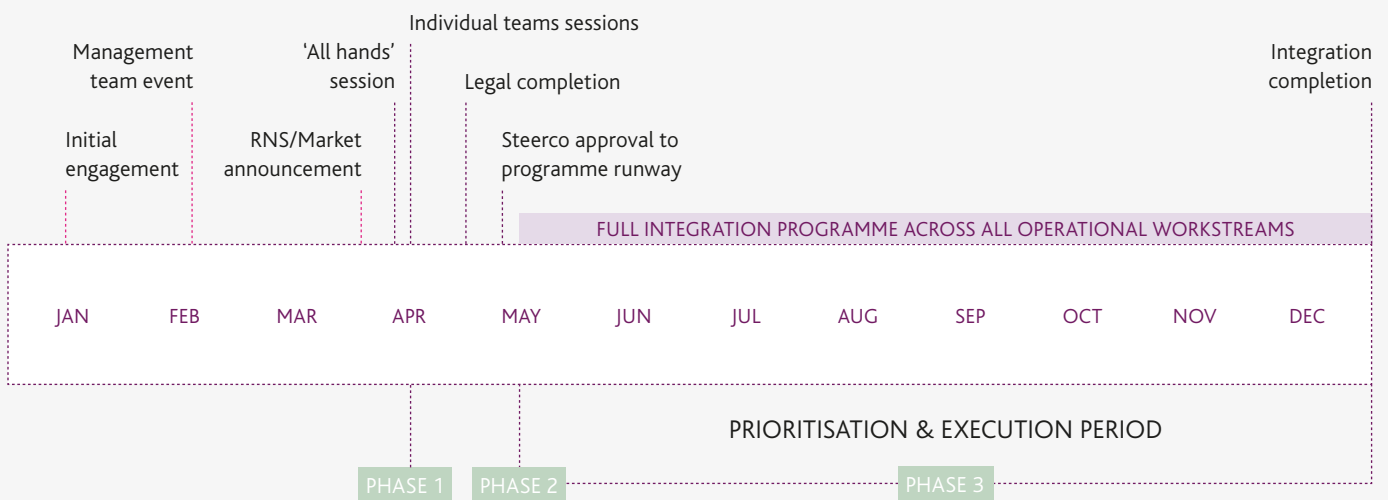 Individual teams sessions
Management
team event
‘All hands’
session
Legal completion
Integration
completion
Initial
engagement
RNS/Market
announcement
Steerco approval to
programme runway
FULL INTEGRATION PROGRAMME ACROSS ALL OPERATIONAL WORKSTREAMS
JAN FEB MAR APR MAY JUN JUL AUG SEP OCT NOV DEC
PRIORITISATION & EXECUTION PERIOD
PHASE 1 PHASE 2 PHASE 3